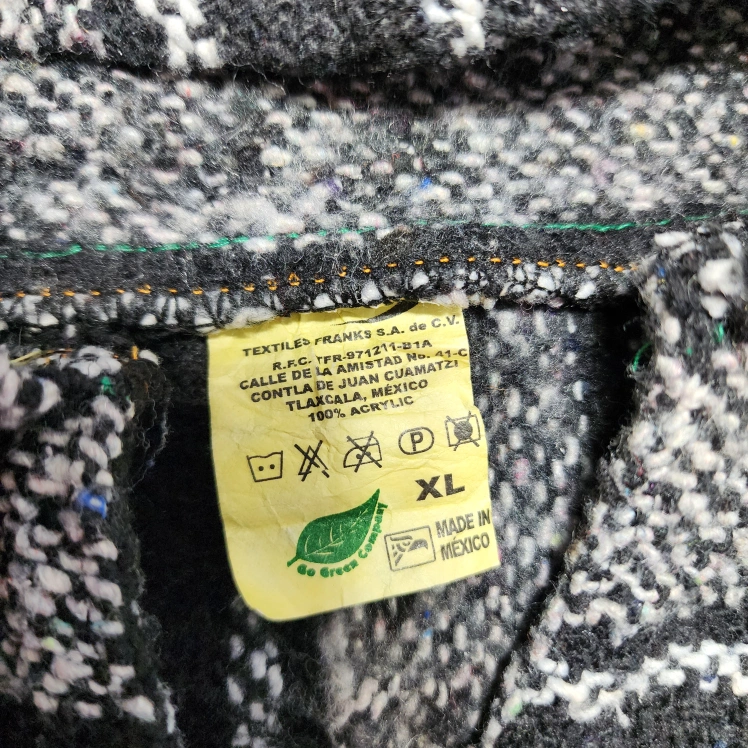 TEXTILES FRANKS S.A. de C.V.
R.F.C. TFR-971211-B1A
CALLE DE LA AMISTAD No. 41-C
CONTLA DE JUAN CUAMATZI
TLAXCALA, MÉXICO
100% ACRYLIC
P
XL
Go Green Company
MADE IN
MÉXICO